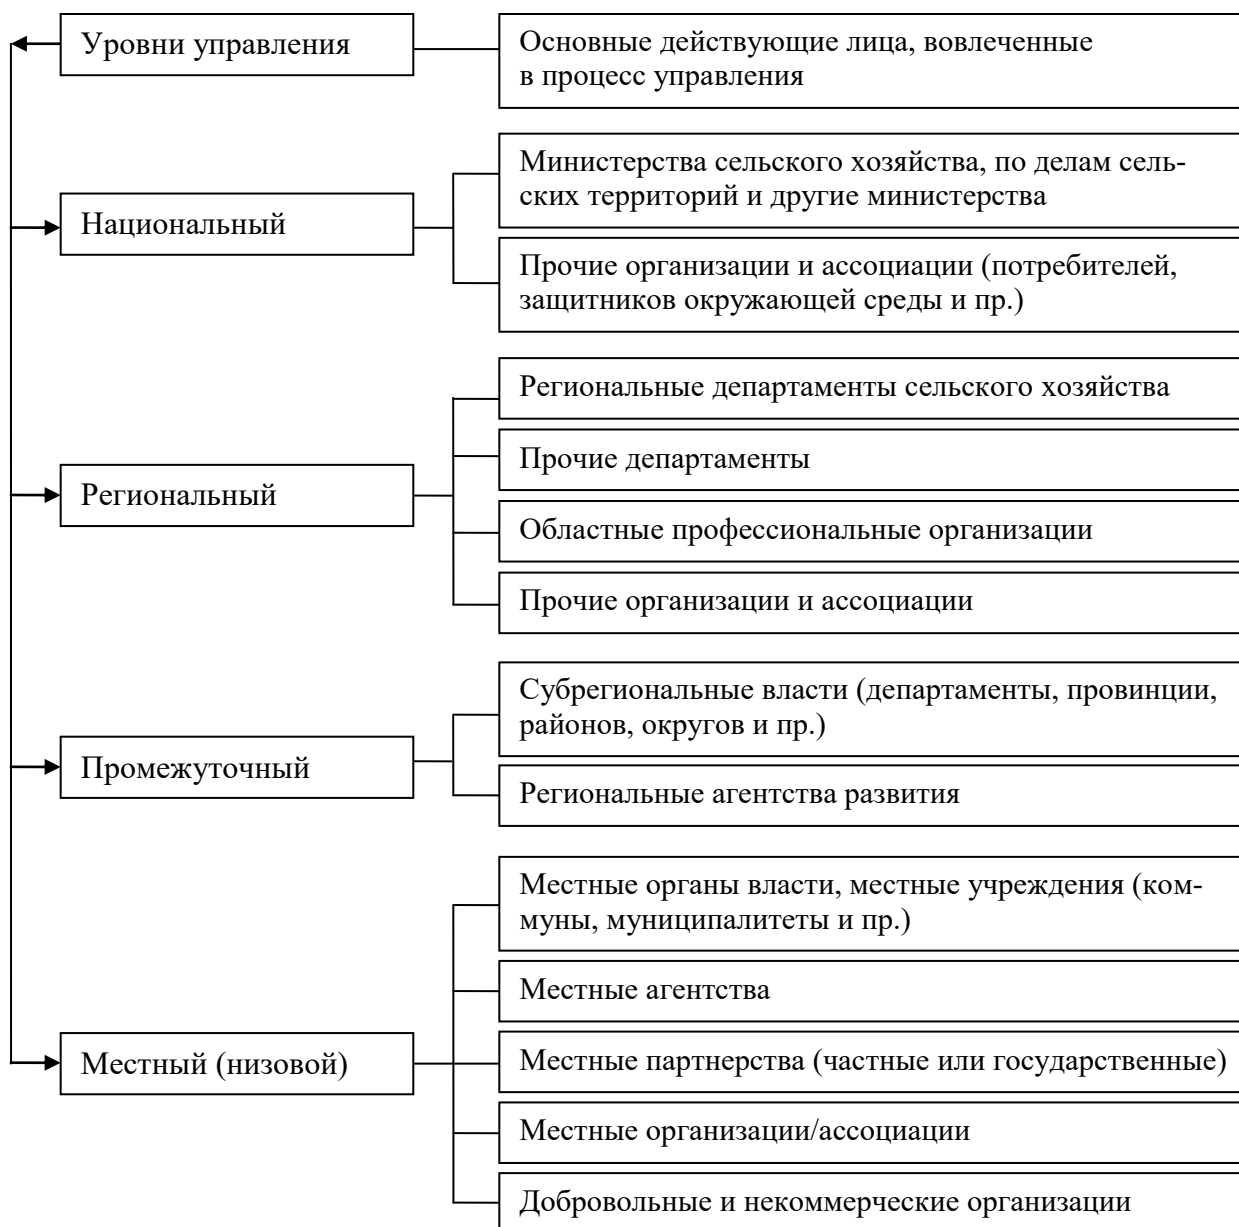 Уровни управления
Основные действующие лица, вовлеченные
в процесс управления
Национальный
Министерства сельского хозяйства, по делам сель-
ских территорий и другие министерства
Прочие организации и ассоциации (потребителей,
защитников окружающей среды и пр.)
Региональный
Региональные департаменты сельского хозяйства
Прочие департаменты
Областные профессиональные организации
Прочие организации и ассоциации
Промежуточный
Субрегиональные власти (департаменты, провинции,
районов, округов и пр.)
Региональные агентства развития
Местный (низовой)
Местные органы власти, местные учреждения (ком-
муны, муниципалитеты и пр.)
Местные агентства
Местные партнерства (частные или государственные)
Местные организации/ассоциации
Добровольные и некоммерческие организации